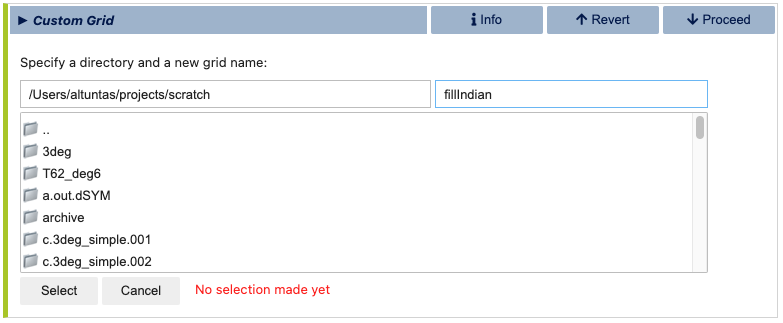 ► Custom Grid
Info
Revert
Proceed
Specify a directory and a new grid name:
/Users/altuntas/projects/scratch
fillIndian
..
3deg
T62_deg6
a.out.dSYM
archive
c.3deg_simple.001
c.3deg_simple.002
Select
Cancel
No selection made yet